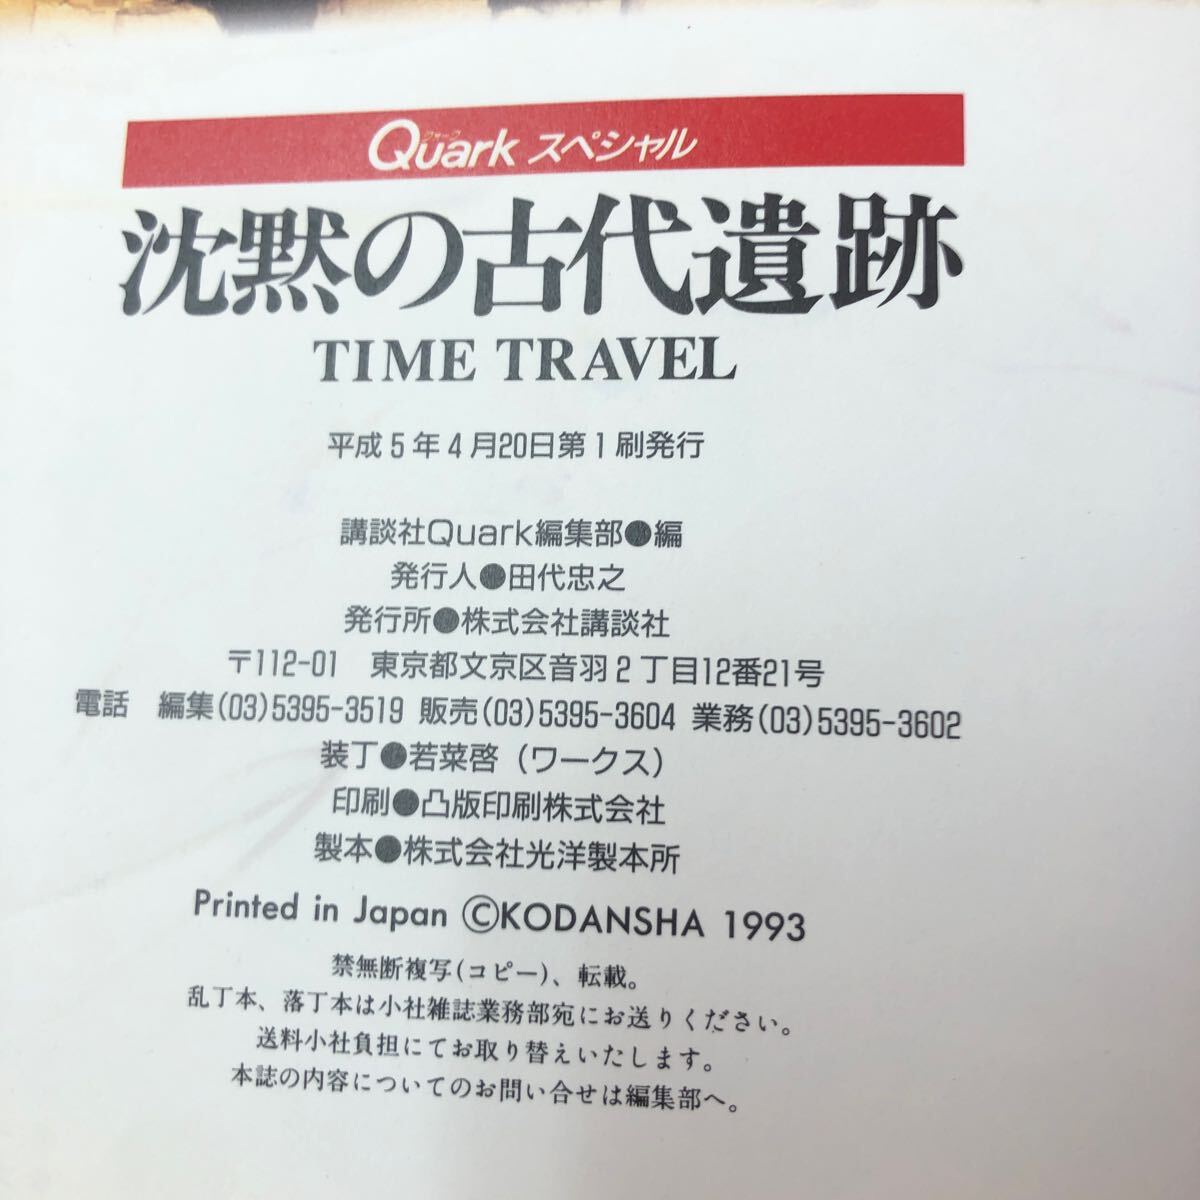 Quark スペシャル
クォーク
沈黙の古代遺跡
TIME TRAVEL
平成5年4月20日第1刷発行
講談社Quark編集部●編
発行人●田代忠之
発行所●株式会社講談社
〒112-01 東京都文京区音羽2丁目12番21号
電話 編集(03)5395-3519 販売(03)5395-3604 業務(03)5395-3602
装丁●若菜啓(ワークス)
印刷●凸版印刷株式会社
製本●株式会社光洋製本所
Printed in Japan ©KODANSHA 1993
禁無断複写(コピー)、転載。
乱丁本、落丁本は小社雑誌業務部宛にお送りください。
送料小社負担にてお取り替えいたします。
本誌の内容についてのお問い合せは編集部へ。